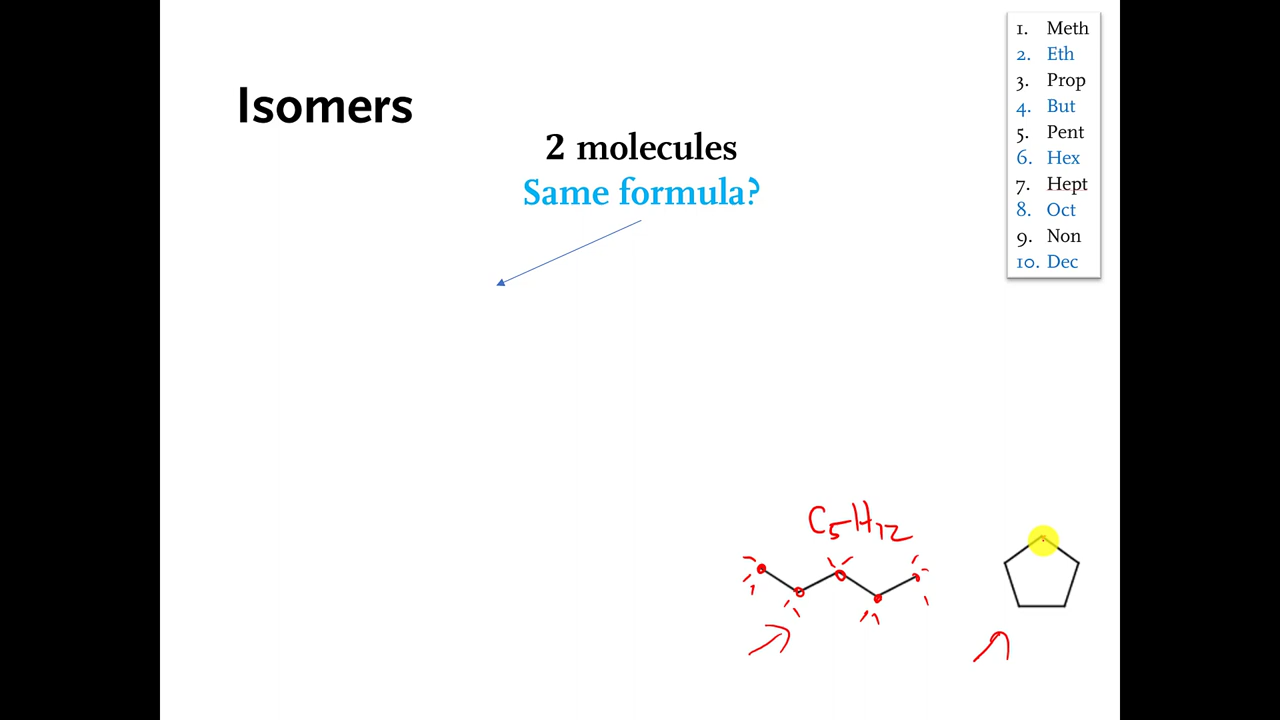 Isomers
2 molecules
Same formula?
1. Meth
2. Eth
3. Prop
4. But
5. Pent
6. Hex
7. Hept
8. Oct
9. Non
10. Dec
C5H12